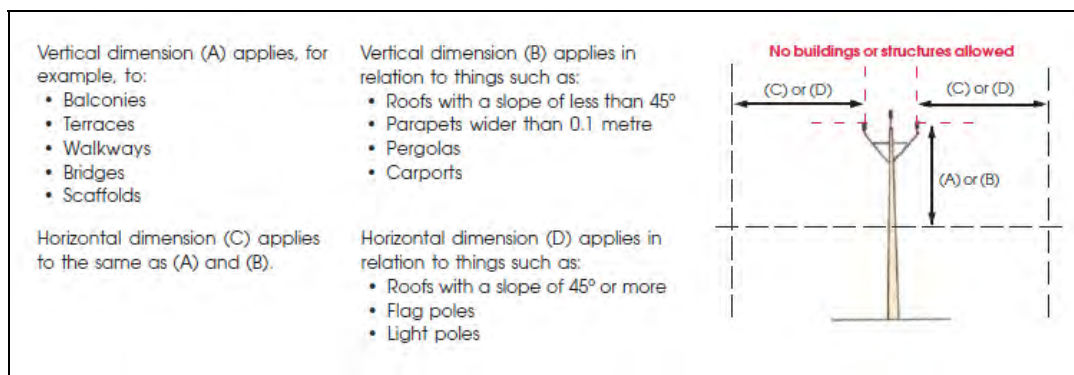 Vertical dimension (A) applies, for
example, to:
• Balconies
• Terraces
• Walkways
• Bridges
• Scaffolds
Horizontal dimension (C) applies
to the same as (A) and (B).
Vertical dimension (B) applies in
relation to things such as:
• Roofs with a slope of less than 45º
• Parapets wider than 0.1 metre
• Pergolas
• Carports
Horizontal dimension (D) applies in
relation to things such as:
• Roofs with a slope of 45º or more
• Flag poles
• Light poles
No buildings or structures allowed
(C) or (D)
(C) or (D)
(A) or (B)